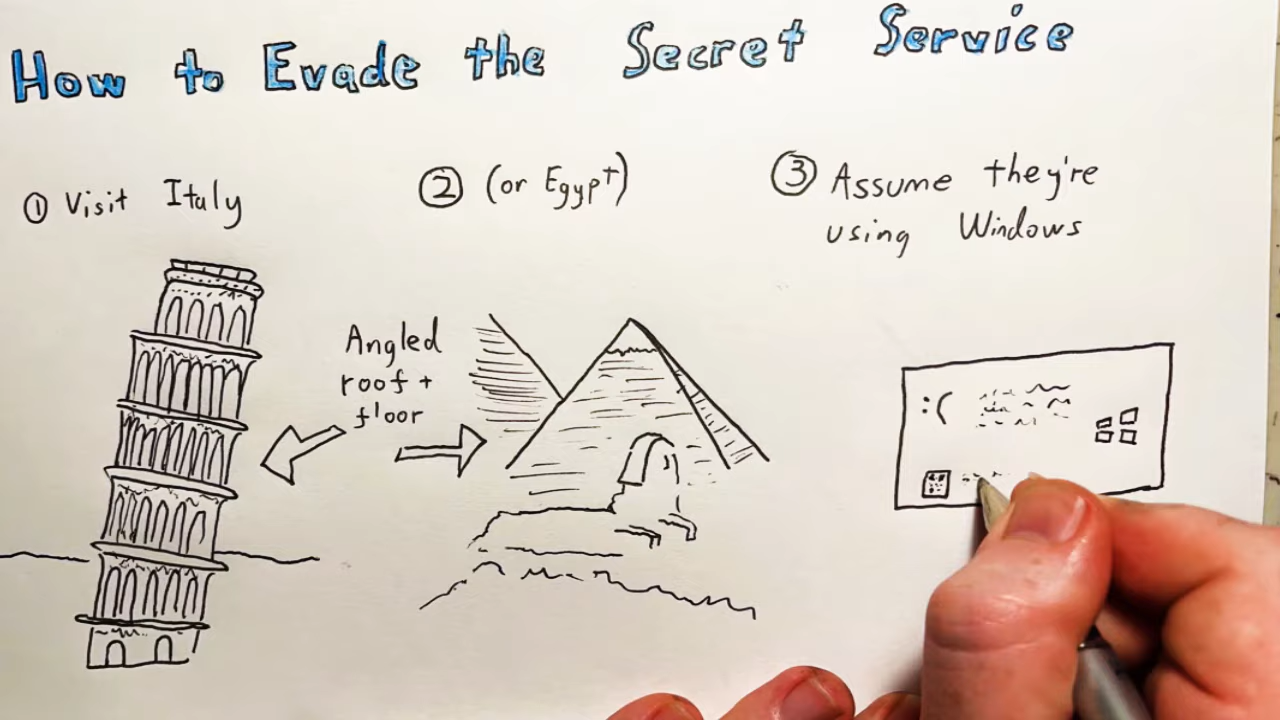 How to Evade the Secret Service
① Visit Italy
② (or Egypt)
③ Assume they're
using Windows
Angled
roof +
floor
:(